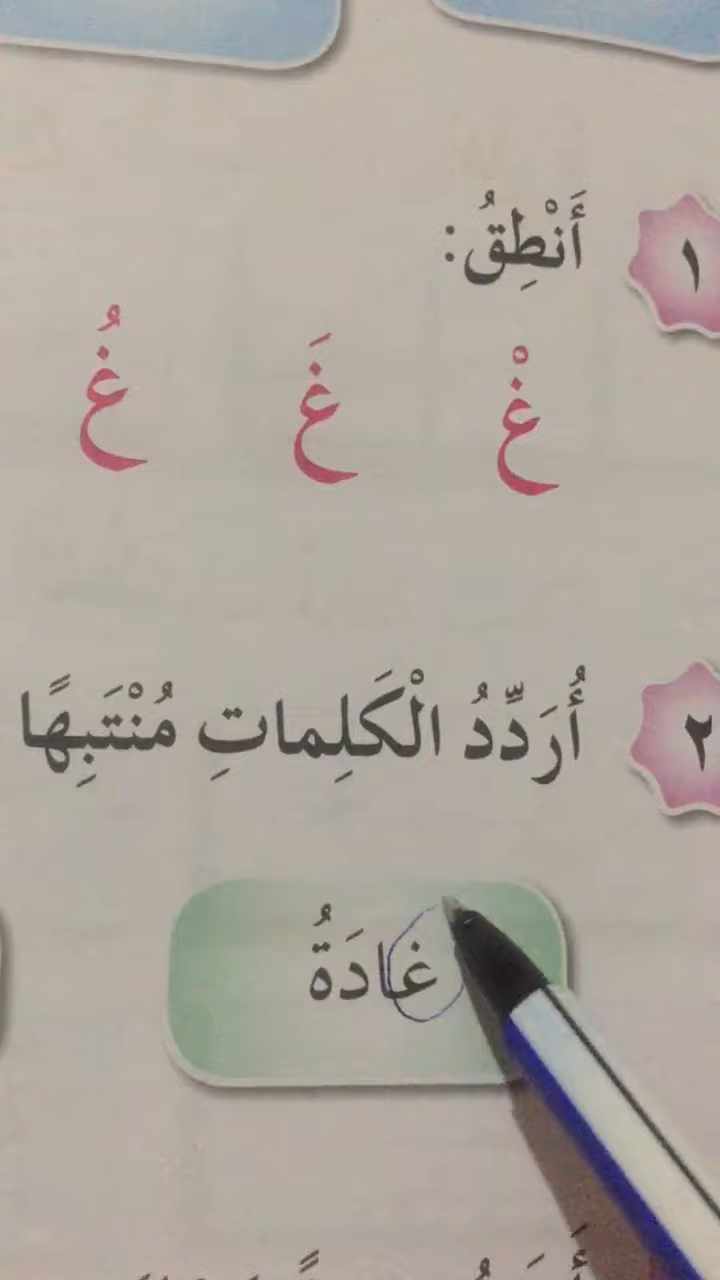 ١ أَنْطِقُ:
غْ غَ غُ
٢ أُرَدِّدُ الْكَلِماتِ مُنْتَبِهًا
غادَةُ